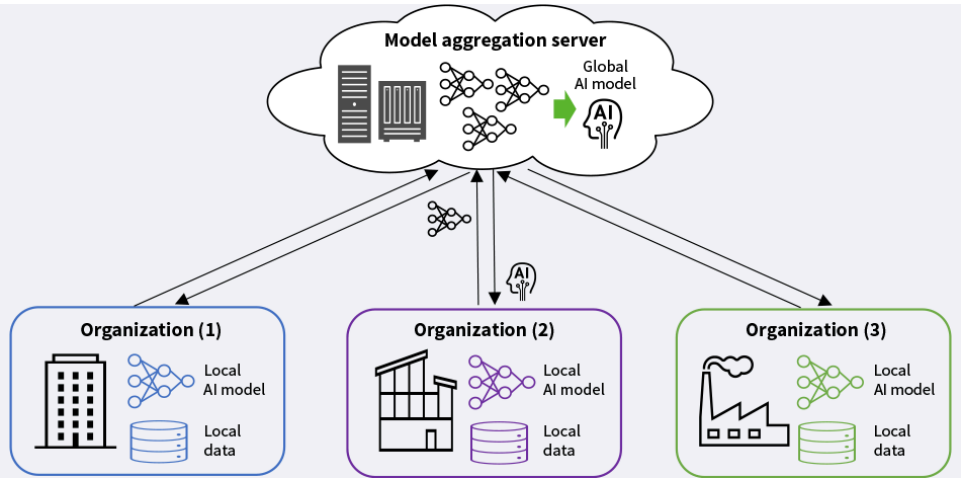 Model aggregation server
Global
AI model
AI
AI
Organization (1)
Local
AI model
Local
data
Organization (2)
Local
AI model
Local
data
Organization (3)
Local
AI model
Local
data